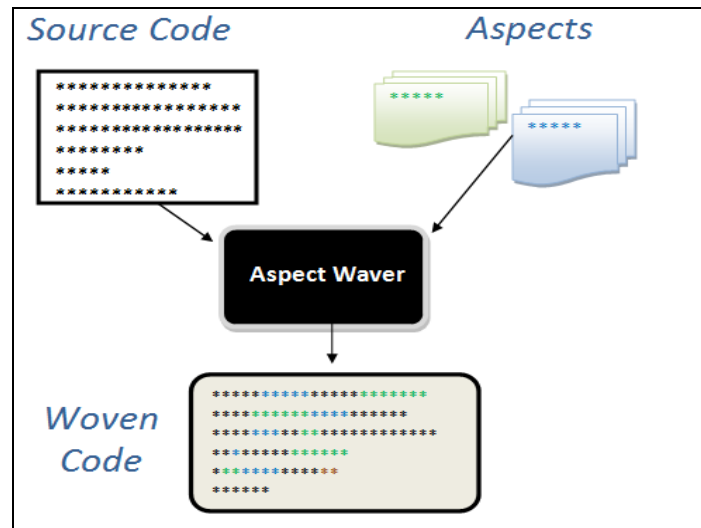 Source Code
Aspects
**************
*****************
*****************
********
*****
***********
*****
*****
Aspect Waver
Woven
Code
**********************
*****************
********************
************
************
******